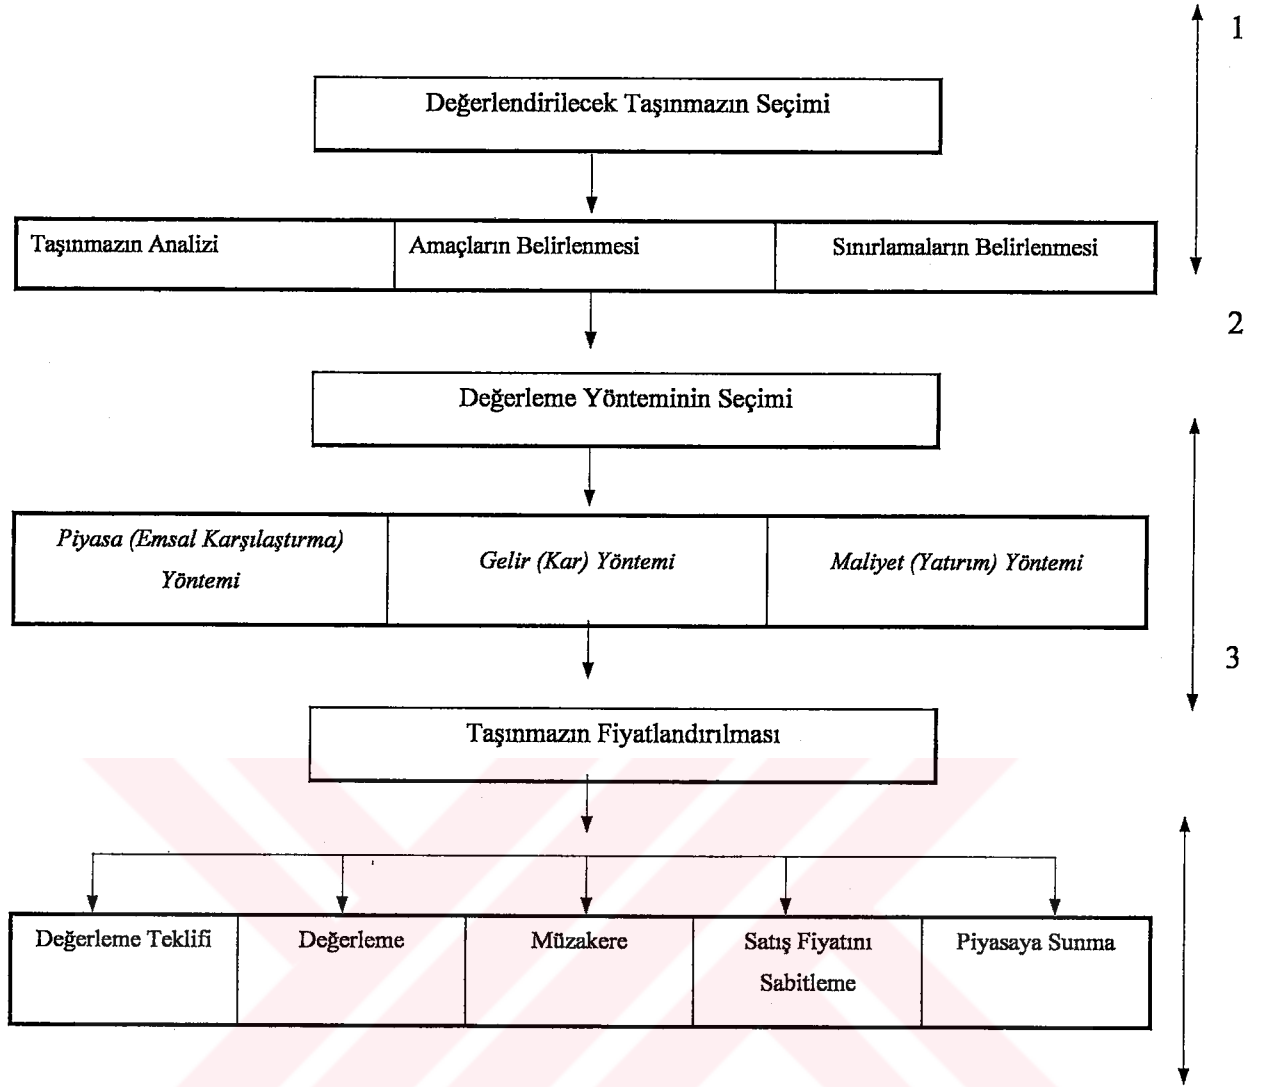 1
Değerlendirilecek Taşınmazın Seçimi
Taşınmazın Analizi
Amaçların Belirlenmesi
Sınırlamaların Belirlenmesi
2
Değerleme Yönteminin Seçimi
Piyasa (Emsal Karşılaştırma)
Yöntemi
Gelir (Kar) Yöntemi
Maliyet (Yatırım) Yöntemi
3
Taşınmazın Fiyatlandırılması
Değerleme Teklifi
Değerleme
Müzakere
Satış Fiyatını
Sabitleme
Piyasaya Sunma